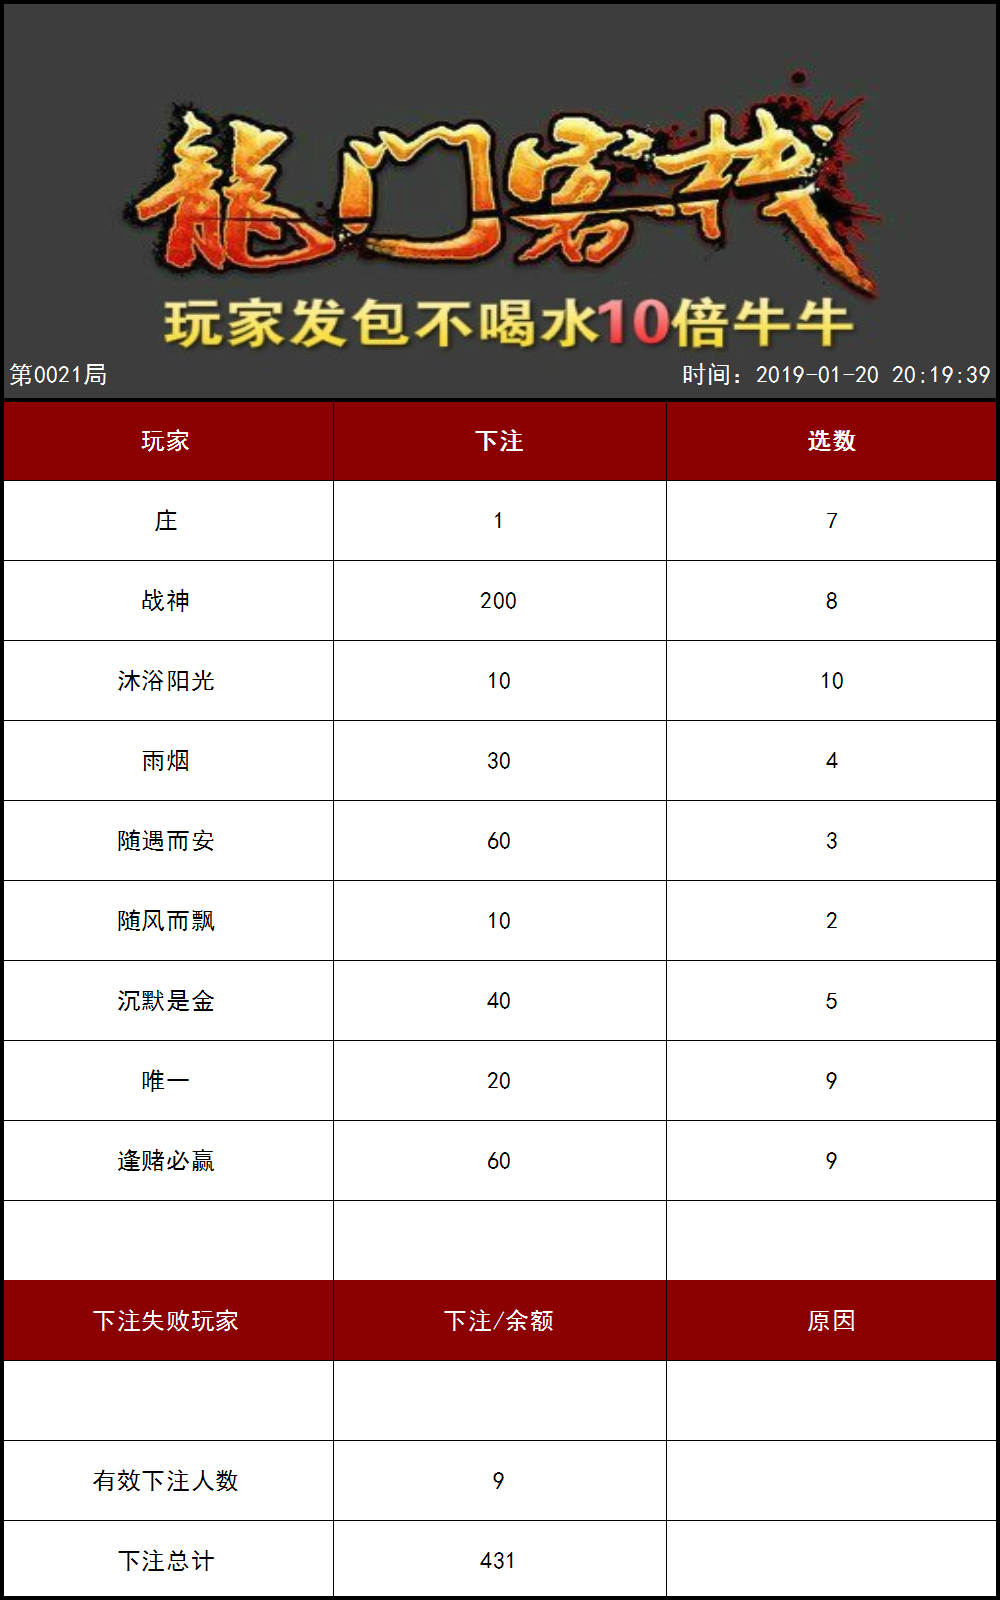 龍门客栈
玩家发包不喝水10倍牛牛
第0021局 时间：2019-01-20 20:19:39
玩家 下注 选数
庄 1 7
战神 200 8
沐浴阳光 10 10
雨烟 30 4
随遇而安 60 3
随风而飘 10 2
沉默是金 40 5
唯一 20 9
逢赌必赢 60 9
下注失败玩家 下注/余额 原因
有效下注人数 9
下注总计 431